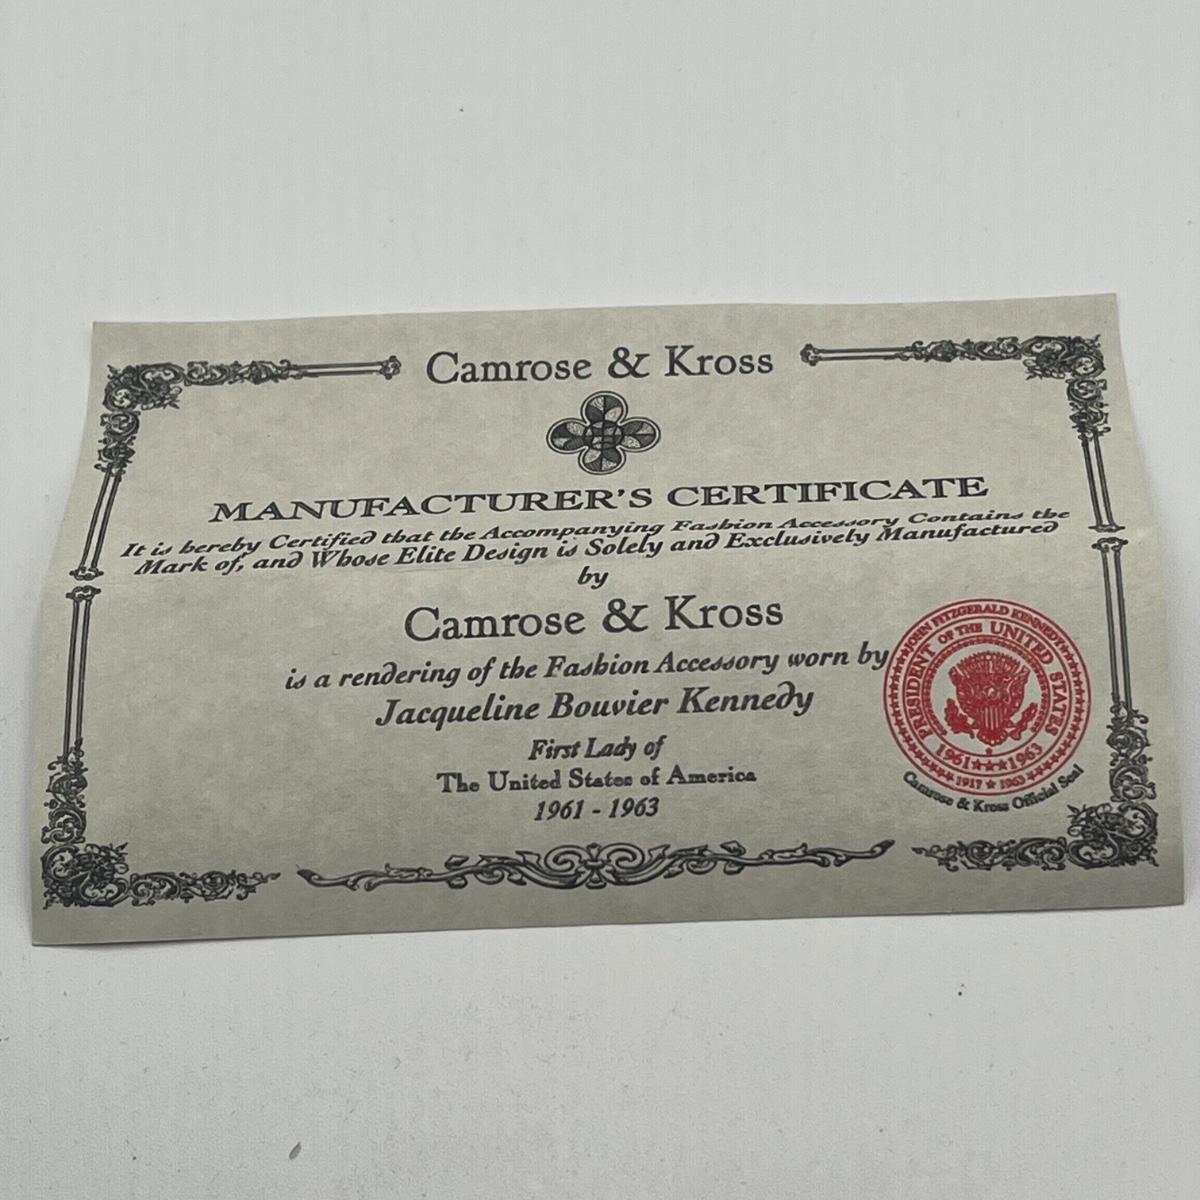 Camrose & Kross
MANUFACTURER'S CERTIFICATE
It is hereby Certified that the Accompanying Fashion Accessory Contains the
Mark of, and Whose Elite Design is Solely and Exclusively Manufactured
by
Camrose & Kross
is a rendering of the Fashion Accessory worn by
Jacqueline Bouvier Kennedy
First Lady of
The United States of America
1961 - 1963
JOHN FITZGERALD KENNEDY
PRESIDENT OF THE UNITED STATES
1961★★★1963
1917 ★ 1963
Camrose & Kross Official Seal